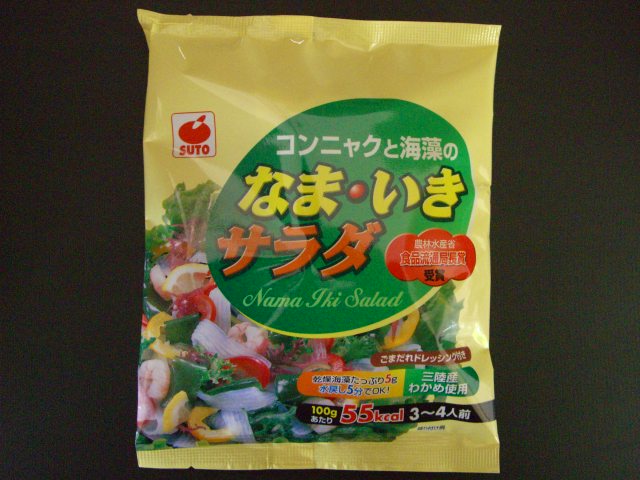 SUTO
コンニャクと海藻の
なま・いき
サラダ
Nama Iki Salad
農林水産省
食品流通局長賞
受賞
ごまだれドレッシング付き
乾燥海藻たっぷり5g
水戻し5分でOK!
三陸産
わかめ使用
100g
あたり
55kcal
3〜4人前